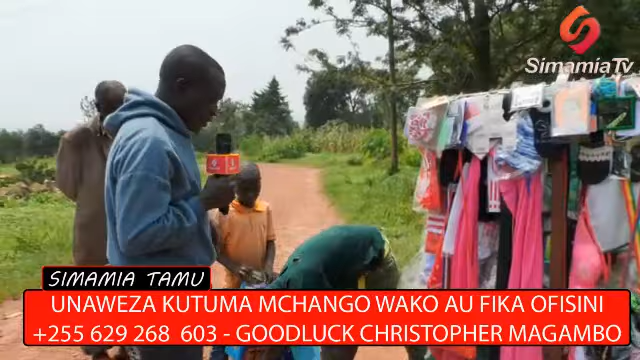 SimamiaTv
SIMAMIA TAMU
UNAWEZA KUTUMA MCHANGO WAKO AU FIKA OFISINI
+255 629 268 603 - GOODLUCK CHRISTOPHER MAGAMBO